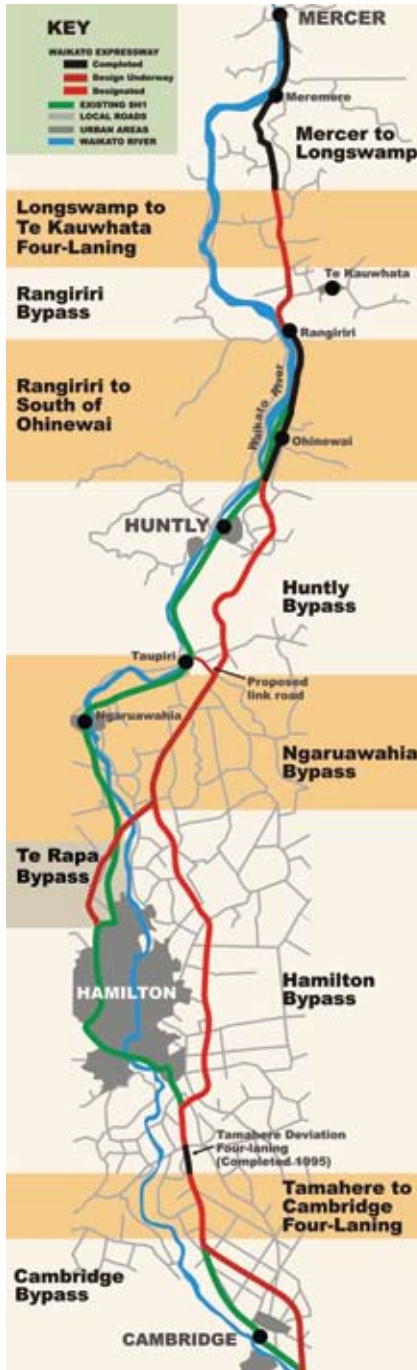 KEY
WAIKATO EXPRESSWAY
Completed
Design Underway
Designated
EXISTING SH1
LOCAL ROADS
URBAN AREAS
WAIKATO RIVER
MERCER
Meremere
Mercer to
Longswamp
Longswamp to
Te Kauwhata
Four-Laning
Te Kauwhata
Rangiriri
Bypass
Rangiriri
Rangiriri to
South of
Ohinewai
Waikato River
Ohinewai
HUNTLY
Huntly
Bypass
Taupiri
Proposed
link road
Ngaruawahia
Ngaruawahia
Bypass
Te Rapa
Bypass
HAMILTON
Hamilton
Bypass
Tamahere Deviation
Four-laning
(Completed 1995)
Tamahere to
Cambridge
Four-Laning
Cambridge
Bypass
CAMBRIDGE